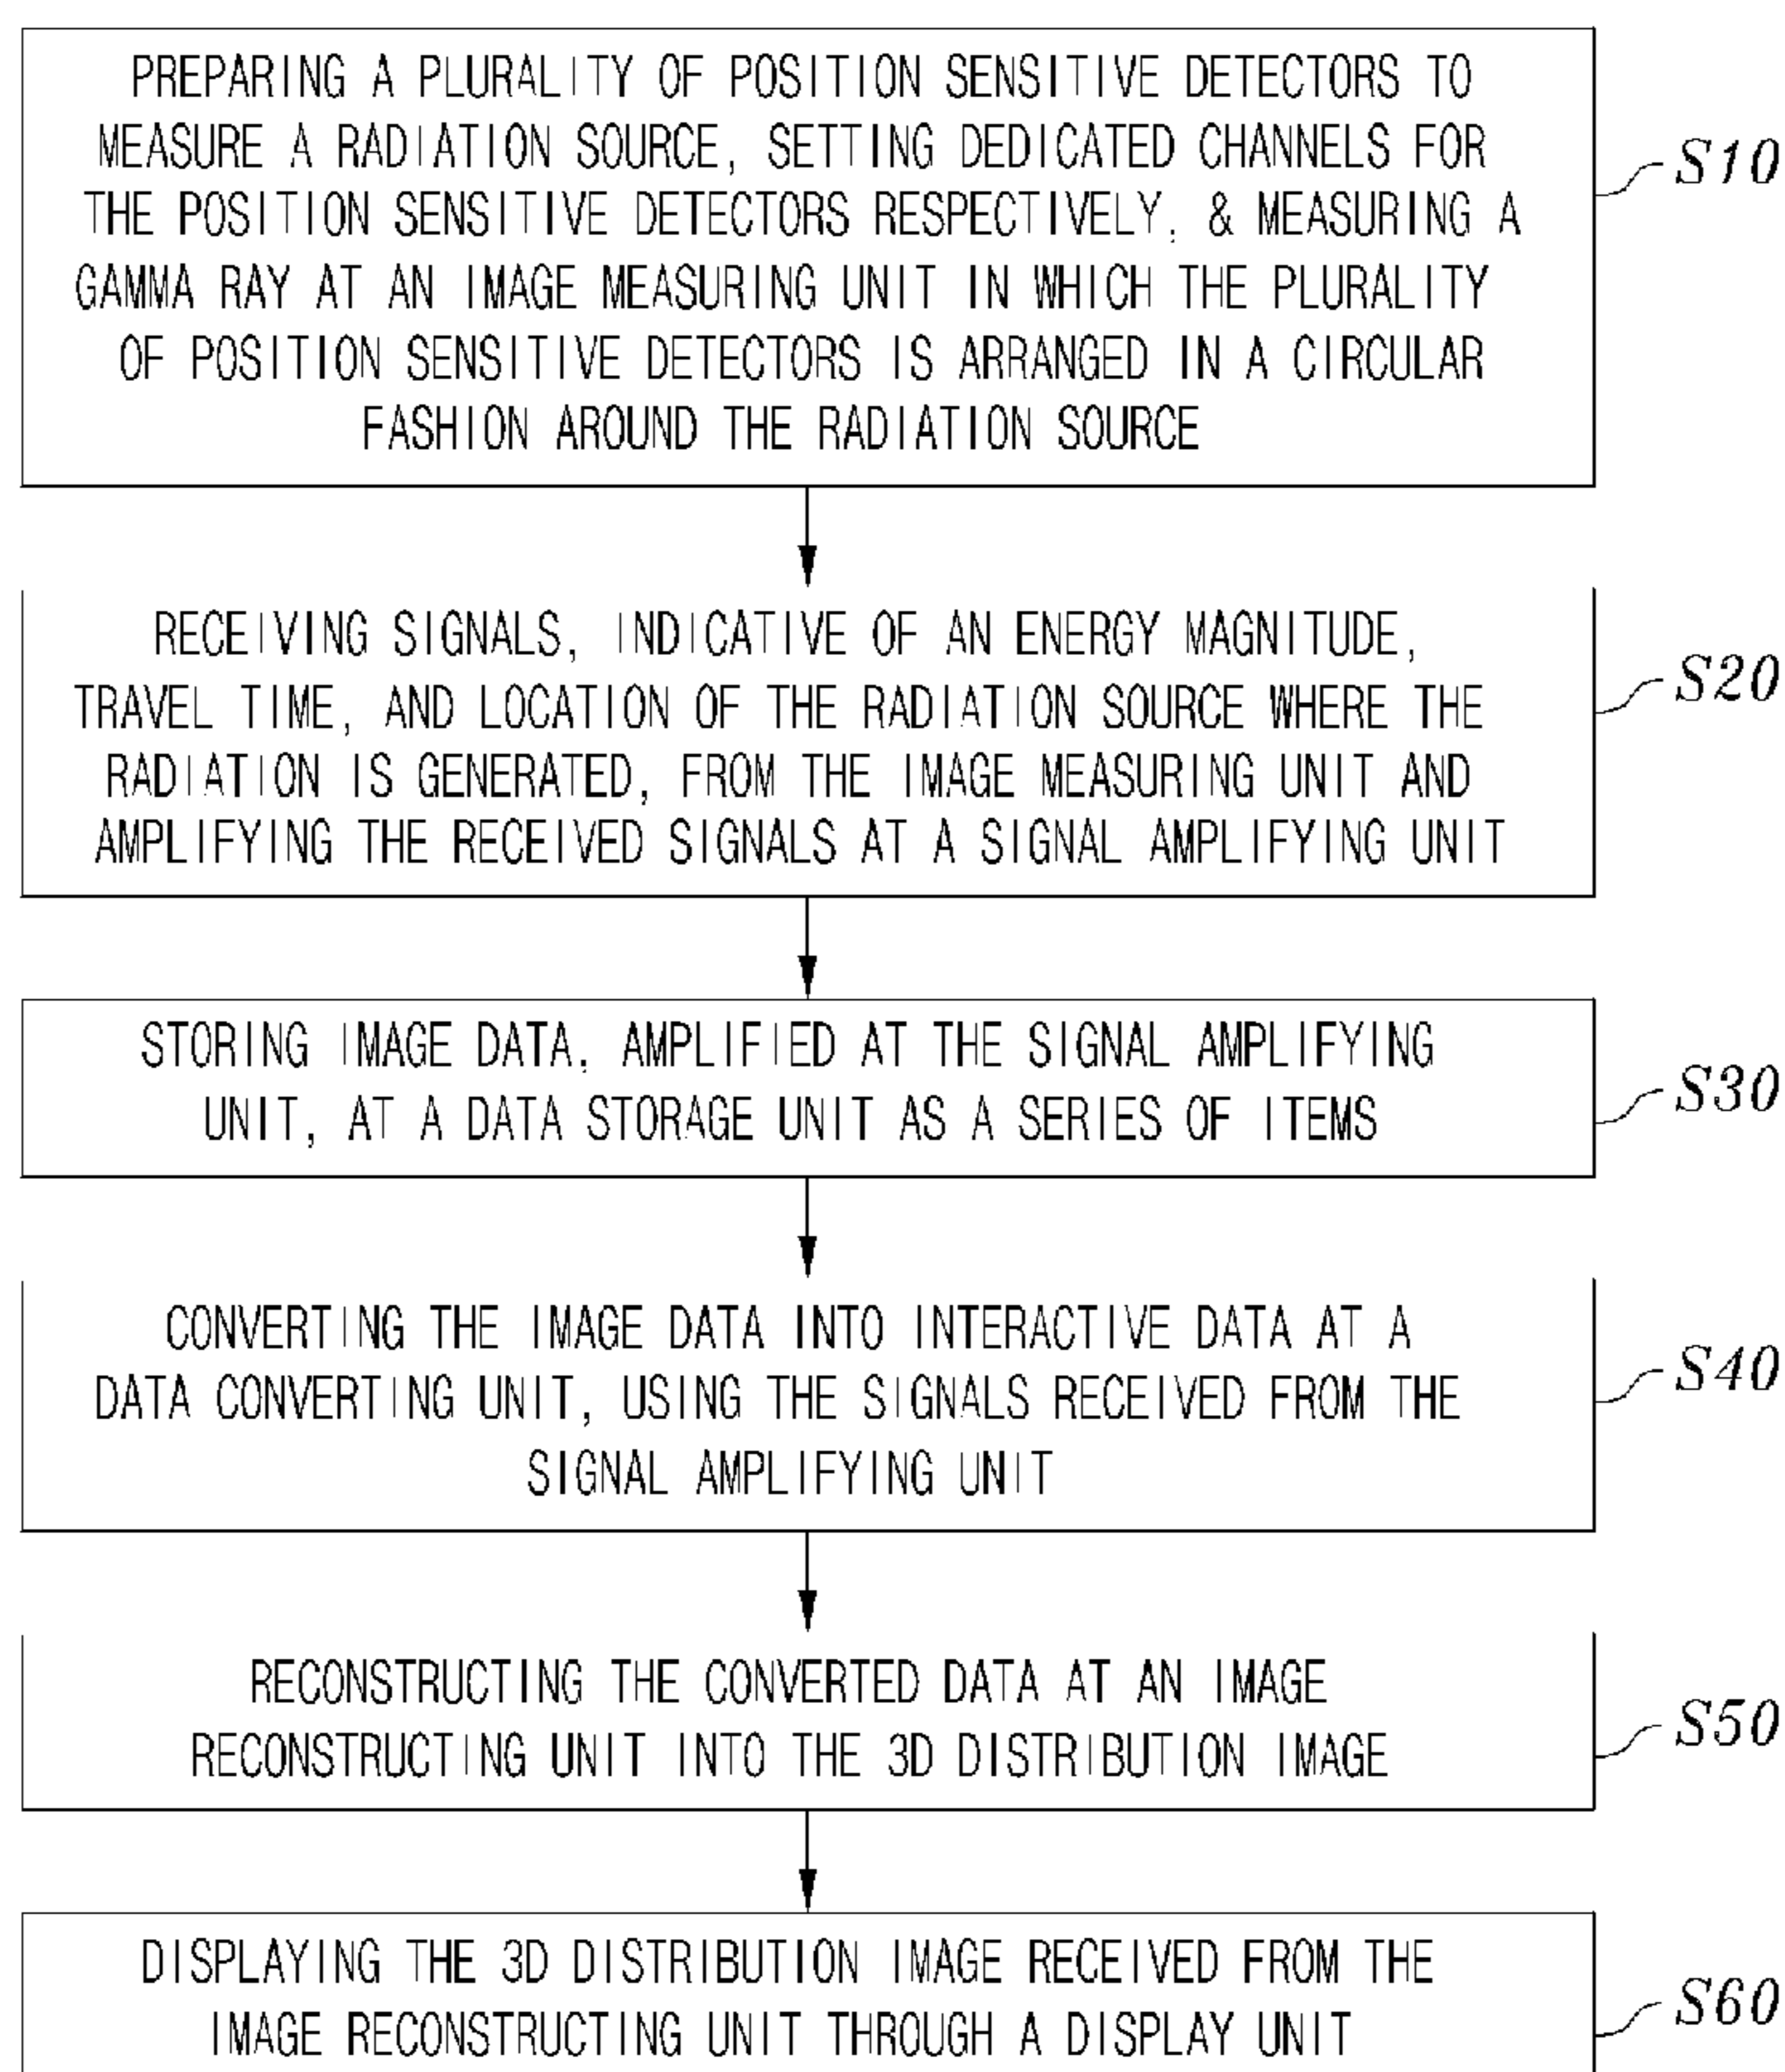 PREPARING A PLURALITY OF POSITION SENSITIVE DETECTORS TO
MEASURE A RADIATION SOURCE, SETTING DEDICATED CHANNELS FOR
THE POSITION SENSITIVE DETECTORS RESPECTIVELY, & MEASURING A
GAMMA RAY AT AN IMAGE MEASURING UNIT IN WHICH THE PLURALITY
OF POSITION SENSITIVE DETECTORS IS ARRANGED IN A CIRCULAR
FASHION AROUND THE RADIATION SOURCE
S10
RECEIVING SIGNALS, INDICATIVE OF AN ENERGY MAGNITUDE,
TRAVEL TIME, AND LOCATION OF THE RADIATION SOURCE WHERE THE
RADIATION IS GENERATED, FROM THE IMAGE MEASURING UNIT AND
AMPLIFYING THE RECEIVED SIGNALS AT A SIGNAL AMPLIFYING UNIT
S20
STORING IMAGE DATA, AMPLIFIED AT THE SIGNAL AMPLIFYING
UNIT, AT A DATA STORAGE UNIT AS A SERIES OF ITEMS
S30
CONVERTING THE IMAGE DATA INTO INTERACTIVE DATA AT A
DATA CONVERTING UNIT, USING THE SIGNALS RECEIVED FROM THE
SIGNAL AMPLIFYING UNIT
S40
RECONSTRUCTING THE CONVERTED DATA AT AN IMAGE
RECONSTRUCTING UNIT INTO THE 3D DISTRIBUTION IMAGE
S50
DISPLAYING THE 3D DISTRIBUTION IMAGE RECEIVED FROM THE
IMAGE RECONSTRUCTING UNIT THROUGH A DISPLAY UNIT
S60